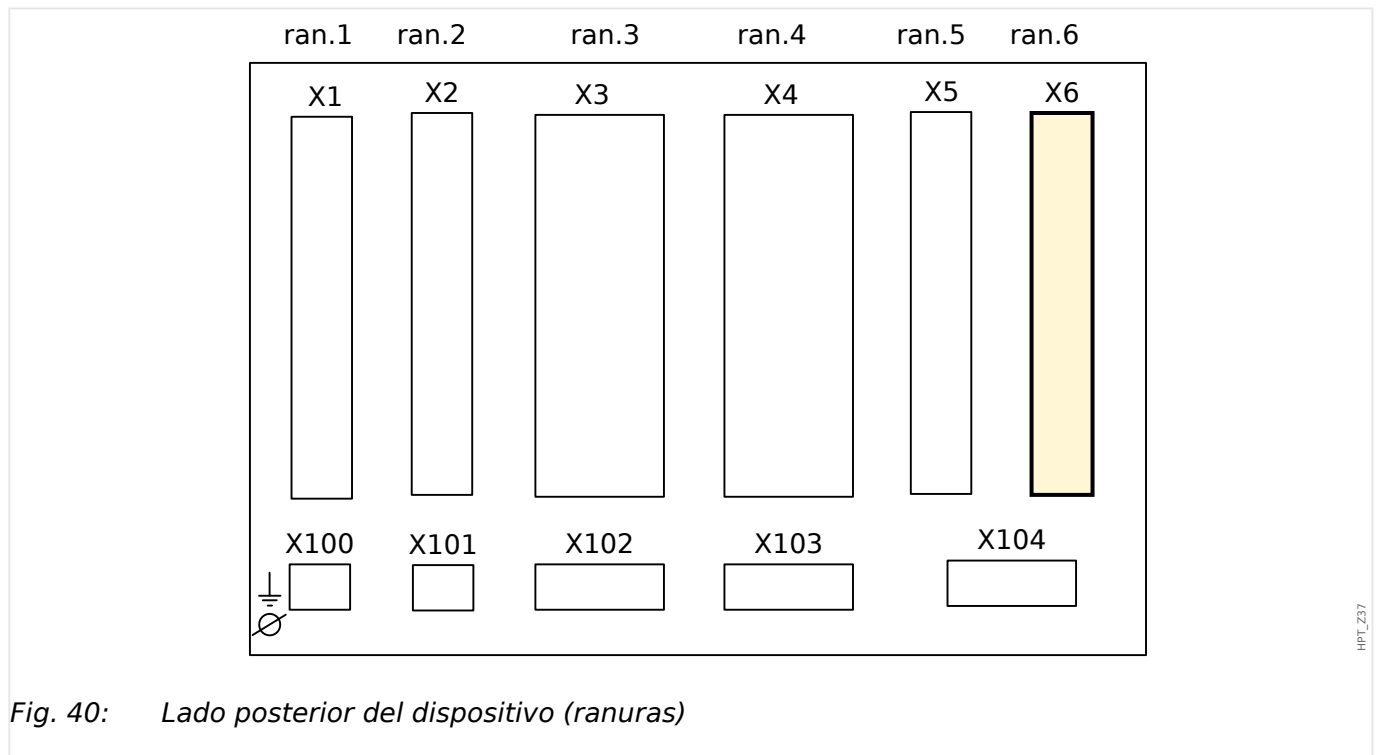 ran.1 ran.2 ran.3 ran.4 ran.5 ran.6
X1 X2 X3 X4 X5 X6
X100 X101 X102 X103 X104
HPT_Z37
Fig. 40: Lado posterior del dispositivo (ranuras)